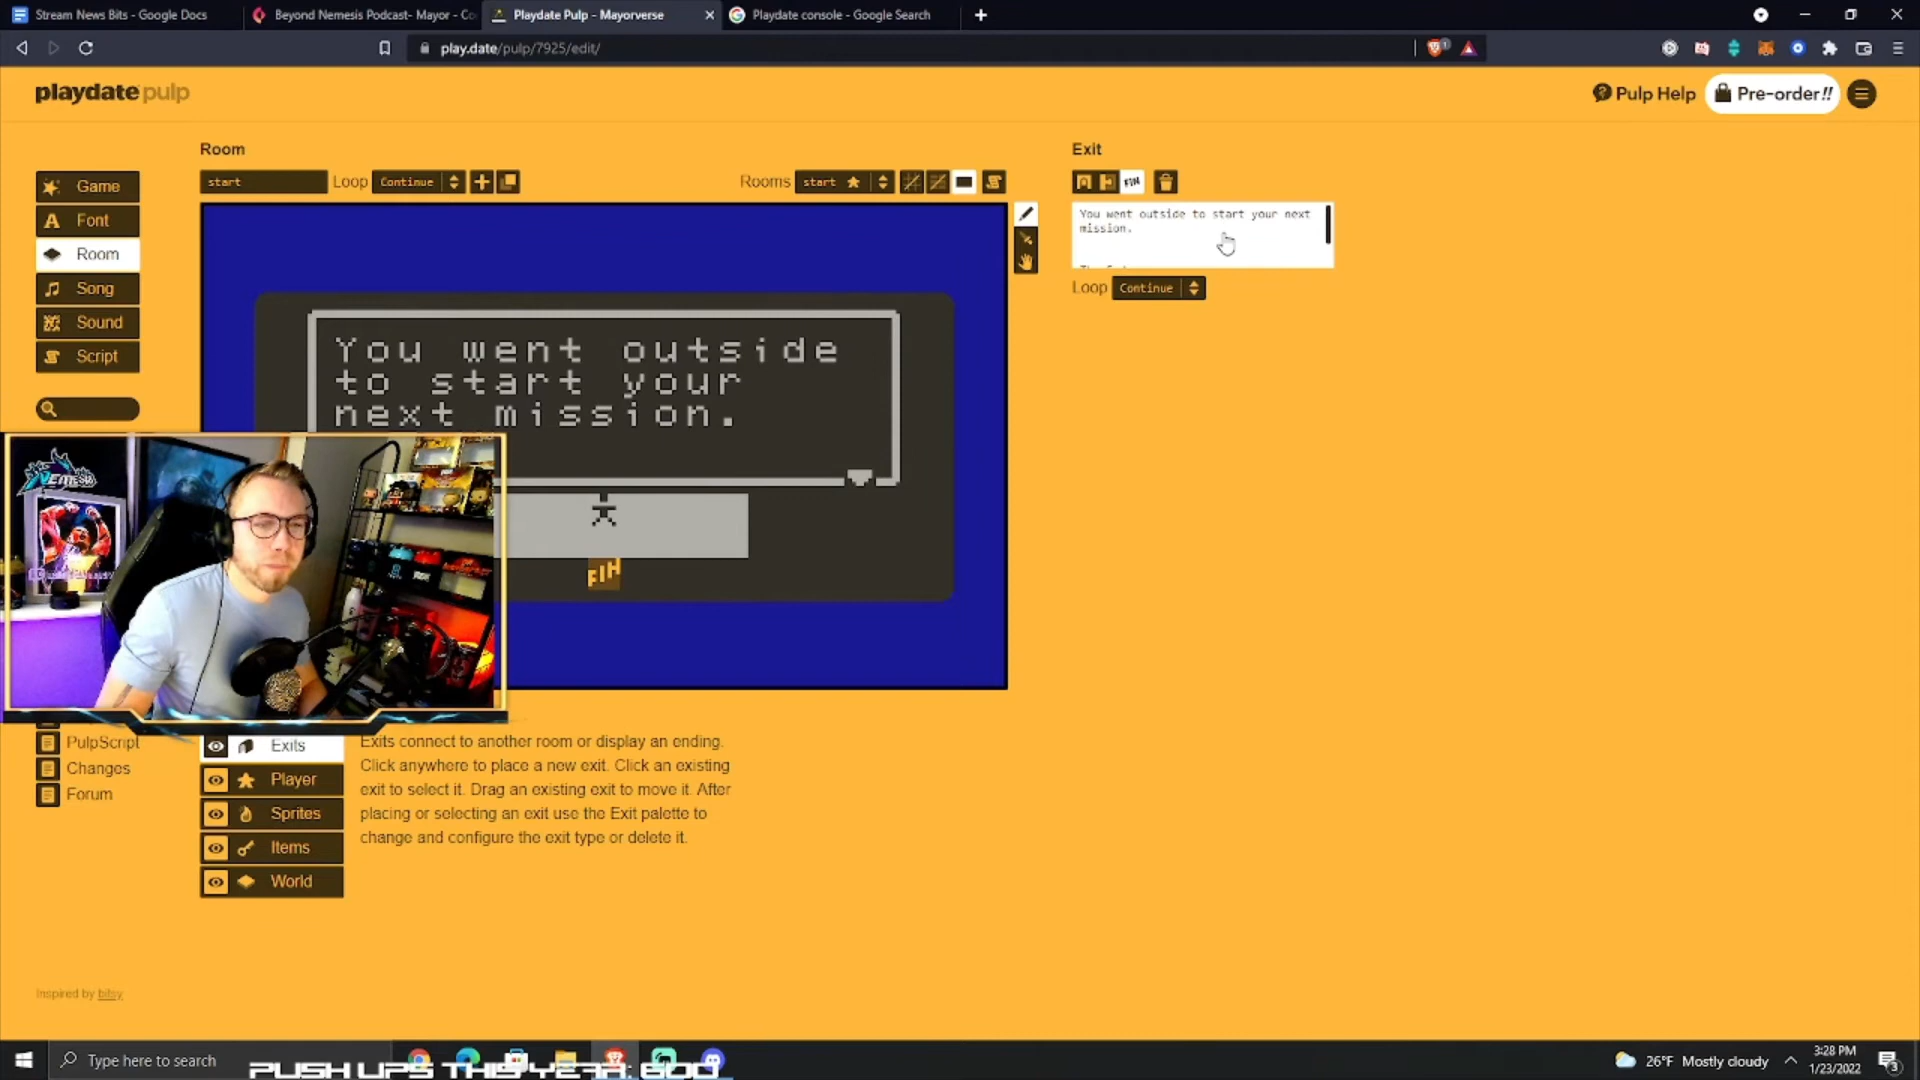 Stream News Bits - Google Docs
Beyond Nemesis Podcast- Mayor - Co
Playdate Pulp - Mayorverse
Playdate console - Google Search
play.date/pulp/7925/edit/
playdate pulp
Pulp Help
Pre-order!!
Room
Exit
Game
start
Loop
Continue
Rooms
start
FIN
Font
Room
Song
Sound
Script
You went outside to start your next
mission.
Loop
Continue
You went outside
to start your
next mission.
NEMESIS
FIN
PulpScript
Changes
Forum
Exits
Player
Sprites
Items
World
Exits connect to another room or display an ending.
Click anywhere to place a new exit. Click an existing
exit to select it. Drag an existing exit to move it. After
placing or selecting an exit use the Exit palette to
change and configure the exit type or delete it.
Inspired by bitsy
Type here to search
PUSH UPS THIS YEAR: 600
26°F Mostly cloudy
3:28 PM
1/23/2022
3